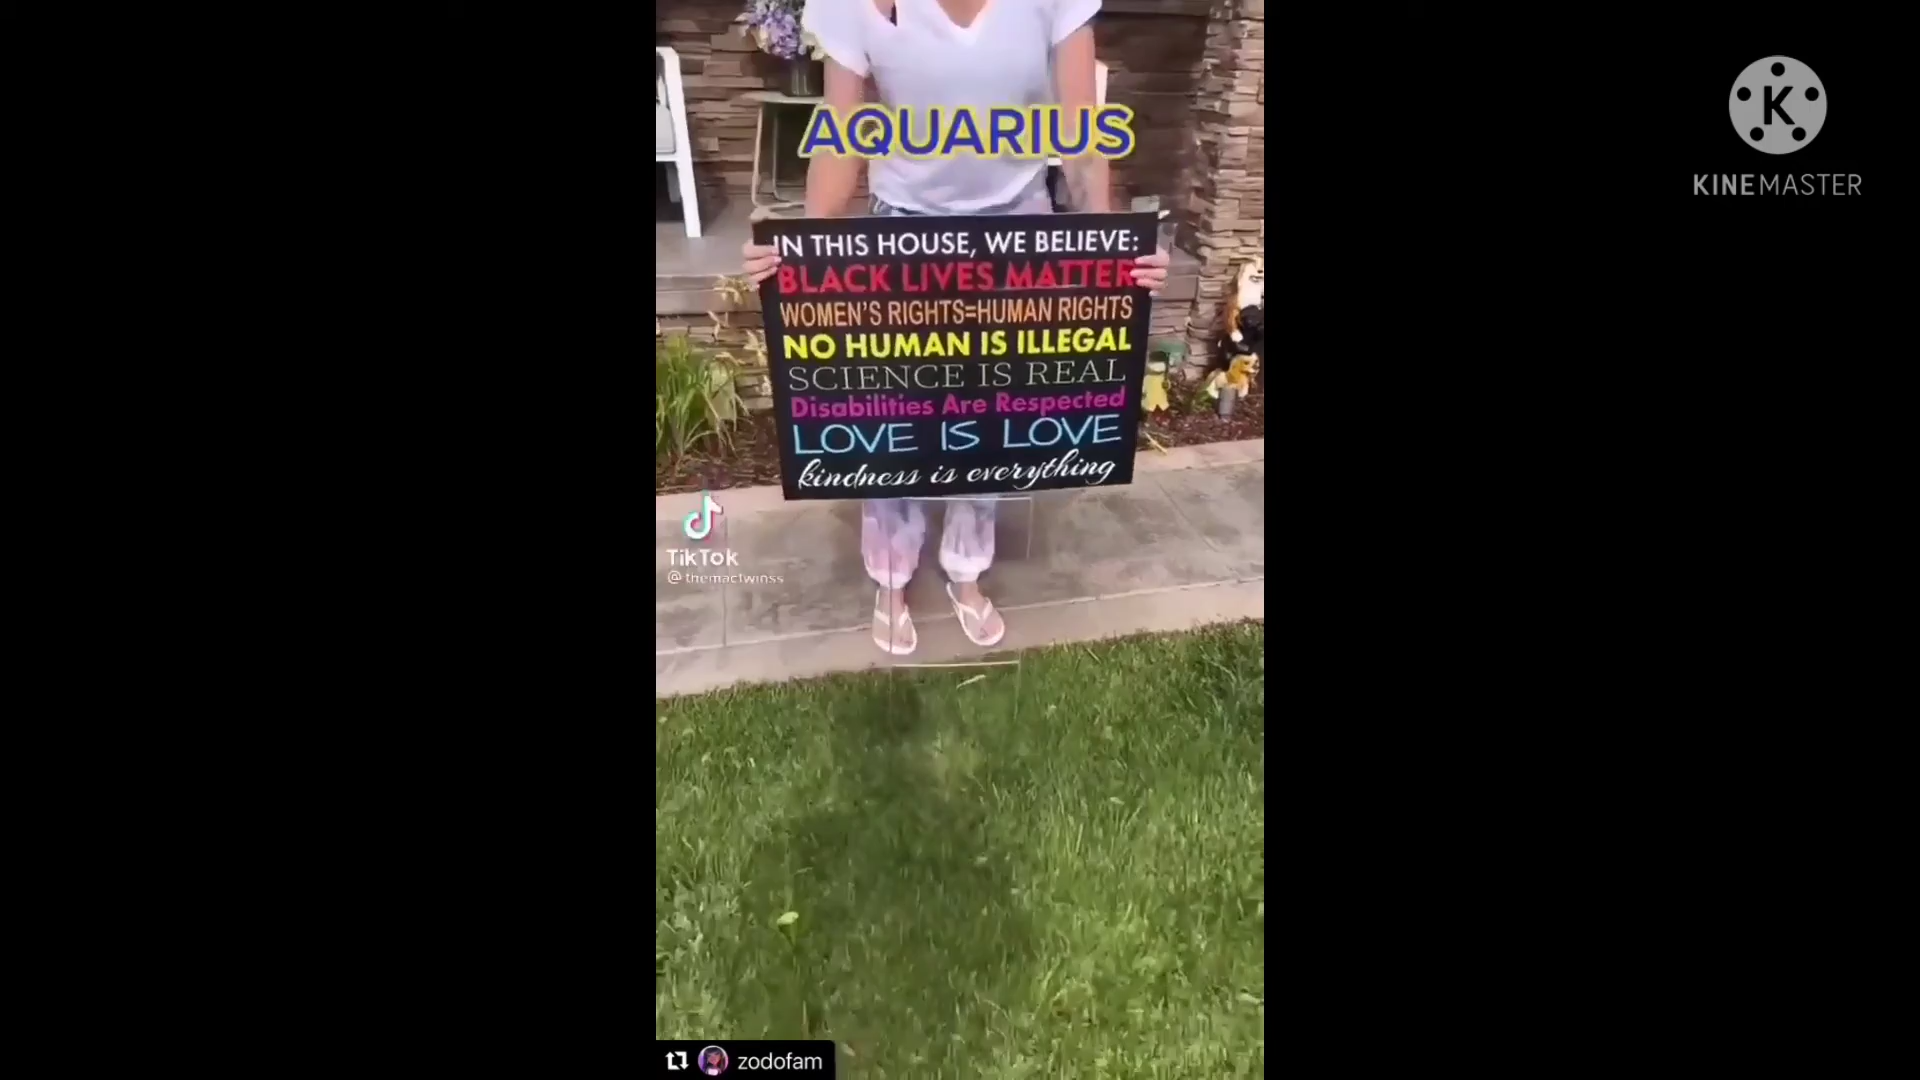 AQUARIUS
K
KINEMASTER
IN THIS HOUSE, WE BELIEVE:
BLACK LIVES MATTER
WOMEN'S RIGHTS=HUMAN RIGHTS
NO HUMAN IS ILLEGAL
SCIENCE IS REAL
Disabilities Are Respected
LOVE IS LOVE
kindness is everything
TikTok
@themactwinss
zodofam